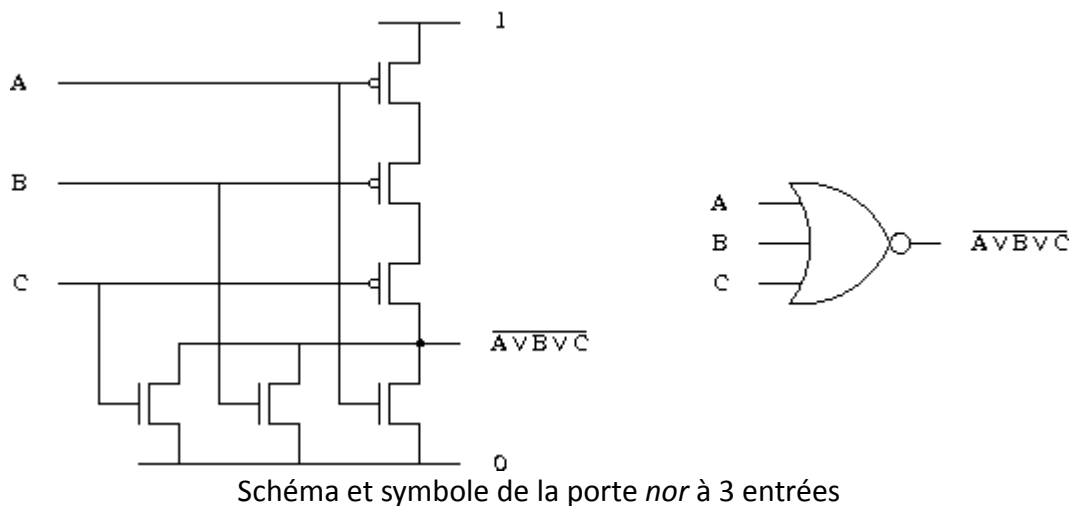 1
A
B
A
B
C
C
A∨B∨C
A∨B∨C
0
Schéma et symbole de la porte nor à 3 entrées